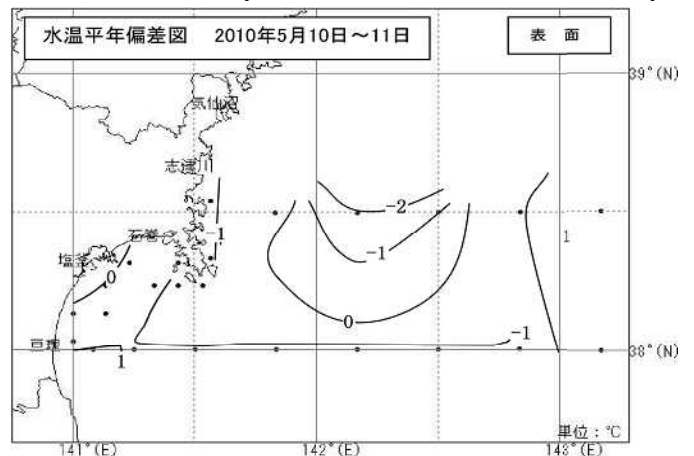 水温平年偏差図 2010年5月10日～11日
表 面
39°(N)
気仙沼
志津川
-2
石巻
-1
-1
1
塩釜
0
0
-1
亘理
1
38°(N)
単位：℃
141°(E)
142°(E)
143°(E)